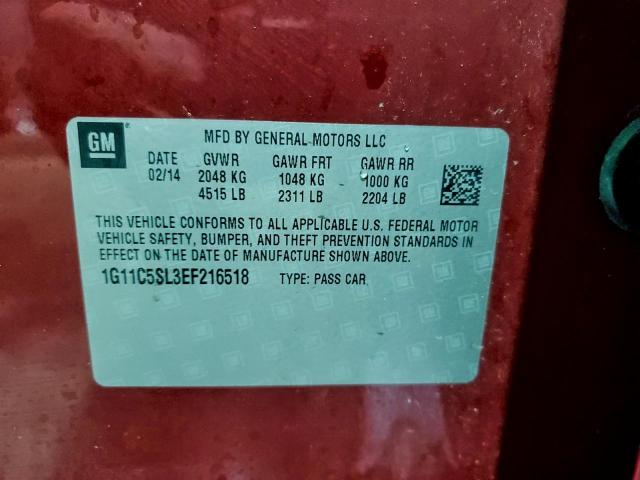 GM
MFD BY GENERAL MOTORS LLC
DATE GVWR GAWR FRT GAWR RR
02/14 2048 KG 1048 KG 1000 KG
4515 LB 2311 LB 2204 LB
THIS VEHICLE CONFORMS TO ALL APPLICABLE U.S. FEDERAL MOTOR
VEHICLE SAFETY, BUMPER, AND THEFT PREVENTION STANDARDS IN
EFFECT ON THE DATE OF MANUFACTURE SHOWN ABOVE.
1G11C5SL3EF216518 TYPE: PASS CAR